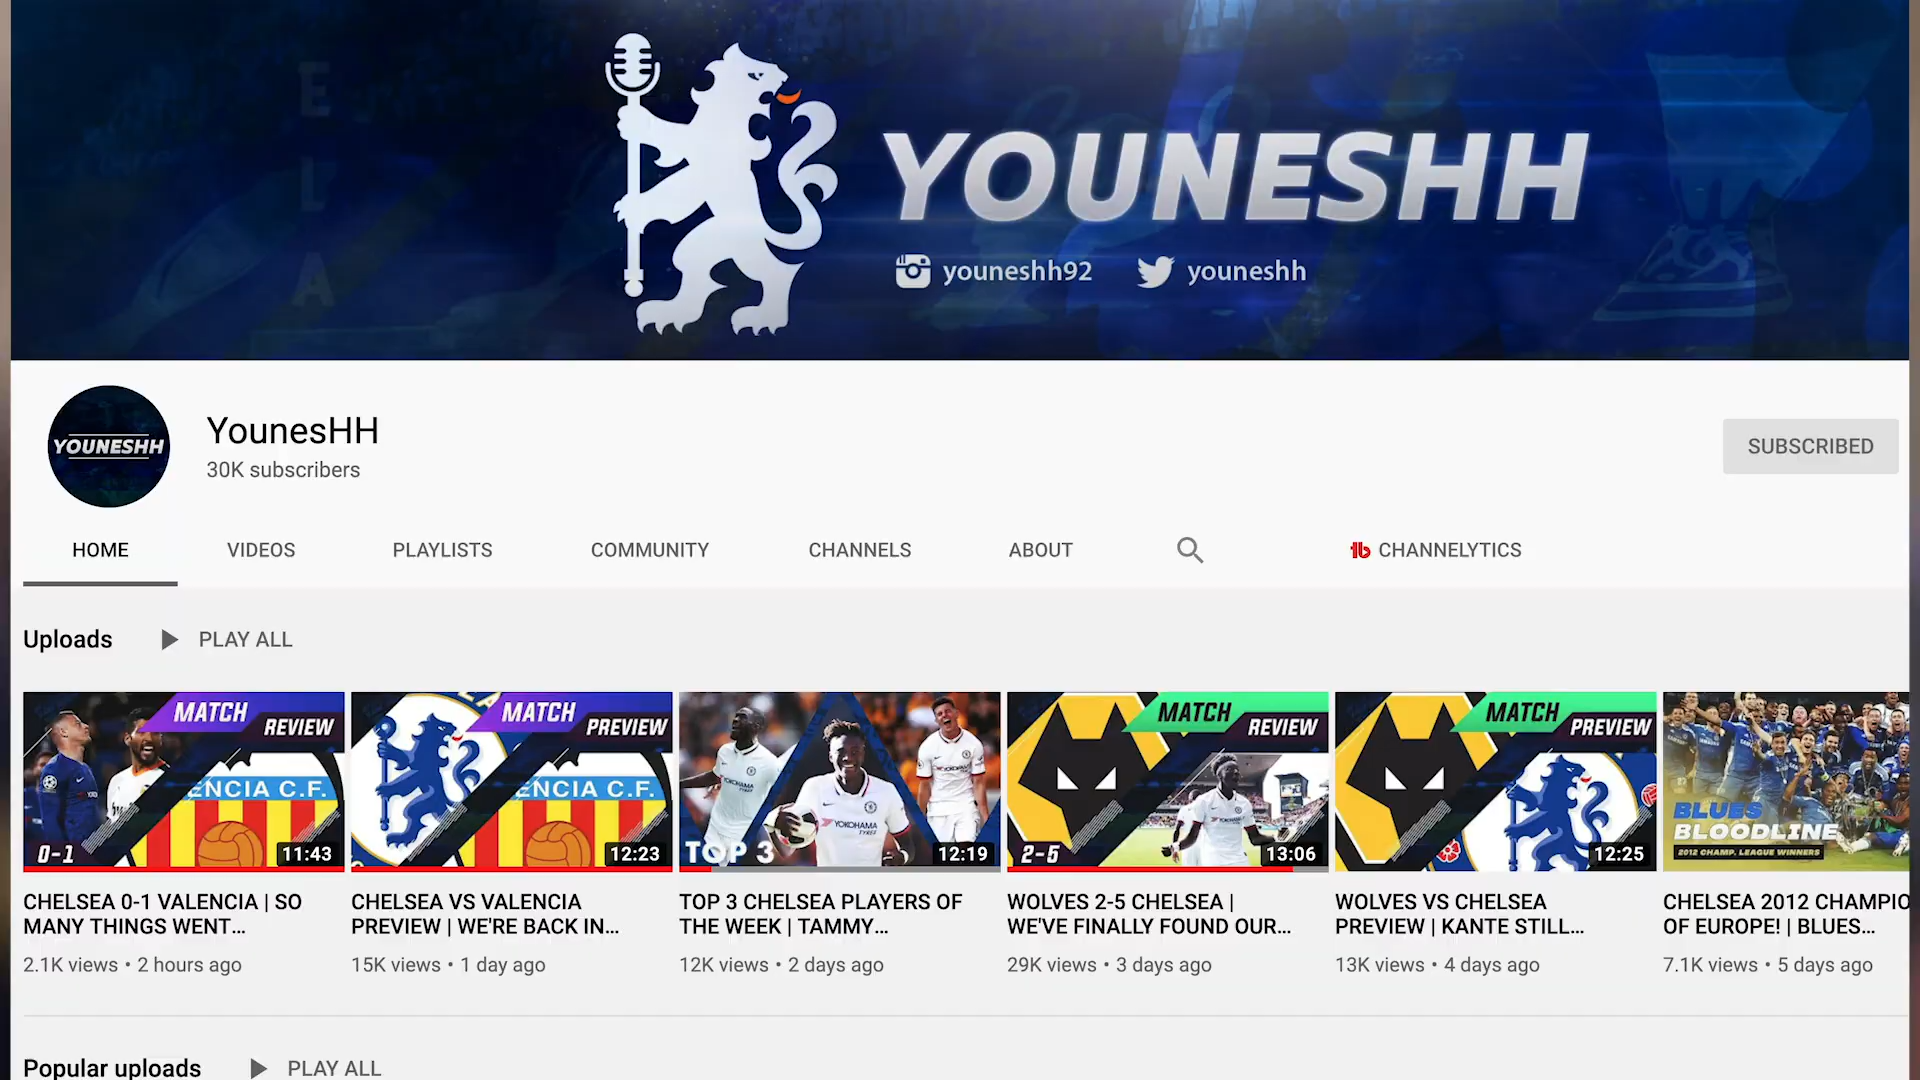 E
L
A
YOUNESHH
youneshh92
youneshh
YOUNESHH
YounesHH
30K subscribers
SUBSCRIBED
HOME
VIDEOS
PLAYLISTS
COMMUNITY
CHANNELS
ABOUT
CHANNELYTICS
Uploads
PLAY ALL
MATCH
REVIEW
ENCIA C.F.
0-1
11:43
MATCH
PREVIEW
ENCIA C.F.
12:23
YOKOHAMA
TYRES
TOP 3
12:19
MATCH
REVIEW
2-5
13:06
MATCH
PREVIEW
12:25
BLUES
BLOODLINE
2012 CHAMP. LEAGUE WINNERS
CHELSEA 0-1 VALENCIA | SO
MANY THINGS WENT...
2.1K views • 2 hours ago
CHELSEA VS VALENCIA
PREVIEW | WE'RE BACK IN...
15K views • 1 day ago
TOP 3 CHELSEA PLAYERS OF
THE WEEK | TAMMY...
12K views • 2 days ago
WOLVES 2-5 CHELSEA |
WE'VE FINALLY FOUND OUR...
29K views • 3 days ago
WOLVES VS CHELSEA
PREVIEW | KANTE STILL...
13K views • 4 days ago
CHELSEA 2012 CHAMPIO
OF EUROPE! | BLUES...
7.1K views • 5 days ago
Popular uploads
PLAY ALL